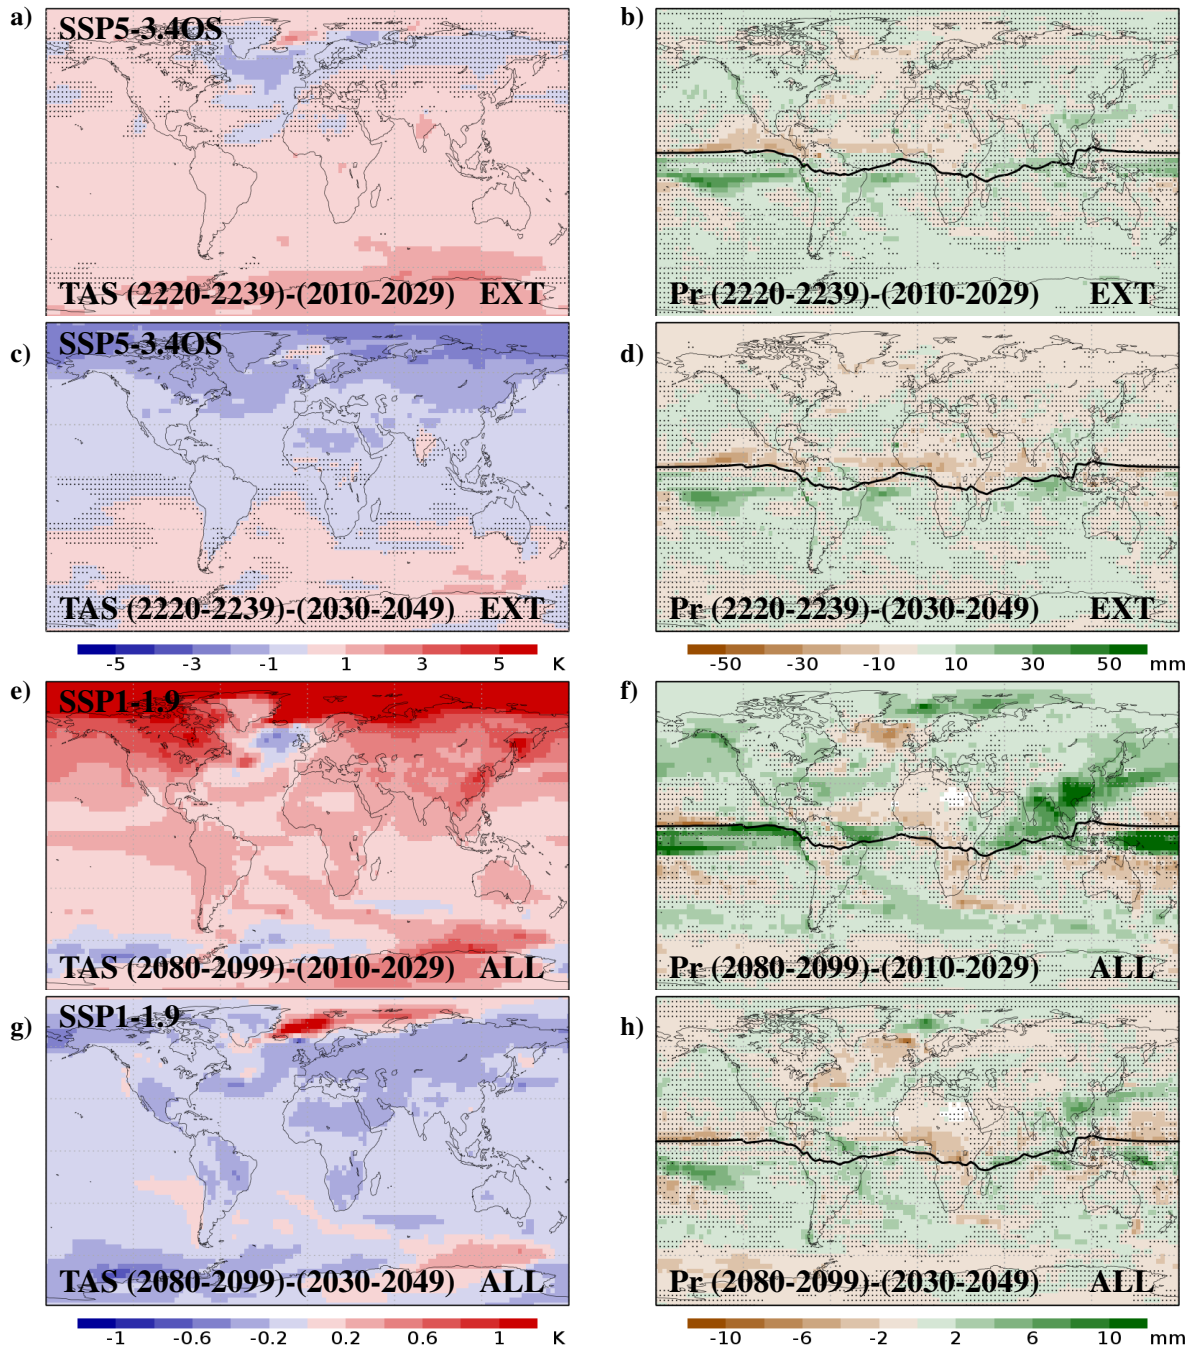 a) SSP5-3.4OS
TAS (2220-2239)-(2010-2029) EXT
b)
Pr (2220-2239)-(2010-2029) EXT
c) SSP5-3.4OS
TAS (2220-2239)-(2030-2049) EXT
d)
Pr (2220-2239)-(2030-2049) EXT
-5 -3 -1 1 3 5 K
-50 -30 -10 10 30 50 mm
e) SSP1-1.9
TAS (2080-2099)-(2010-2029) ALL
f)
Pr (2080-2099)-(2010-2029) ALL
g) SSP1-1.9
TAS (2080-2099)-(2030-2049) ALL
h)
Pr (2080-2099)-(2030-2049) ALL
-1 -0.6 -0.2 0.2 0.6 1 K
-10 -6 -2 2 6 10 mm